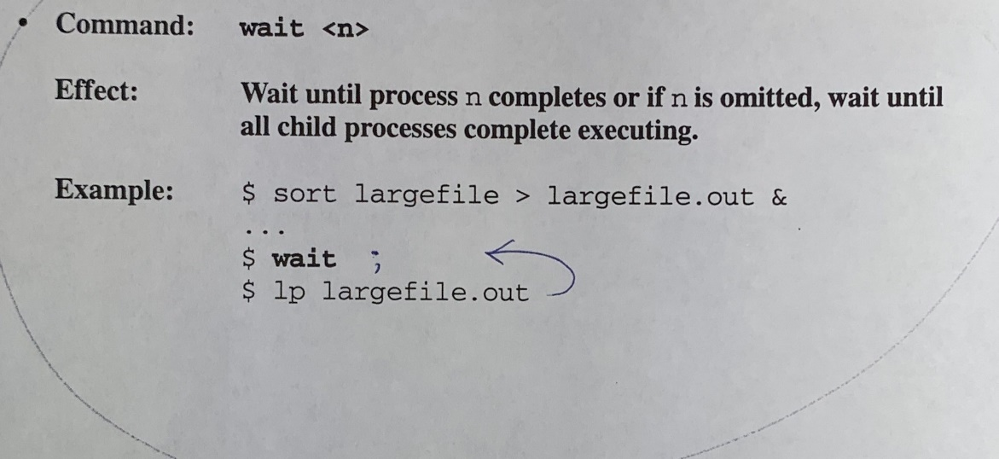 • Command: wait <n>
Effect: Wait until process n completes or if n is omitted, wait until
all child processes complete executing.
Example: $ sort largefile > largefile.out &
...
$ wait ;
$ lp largefile.out